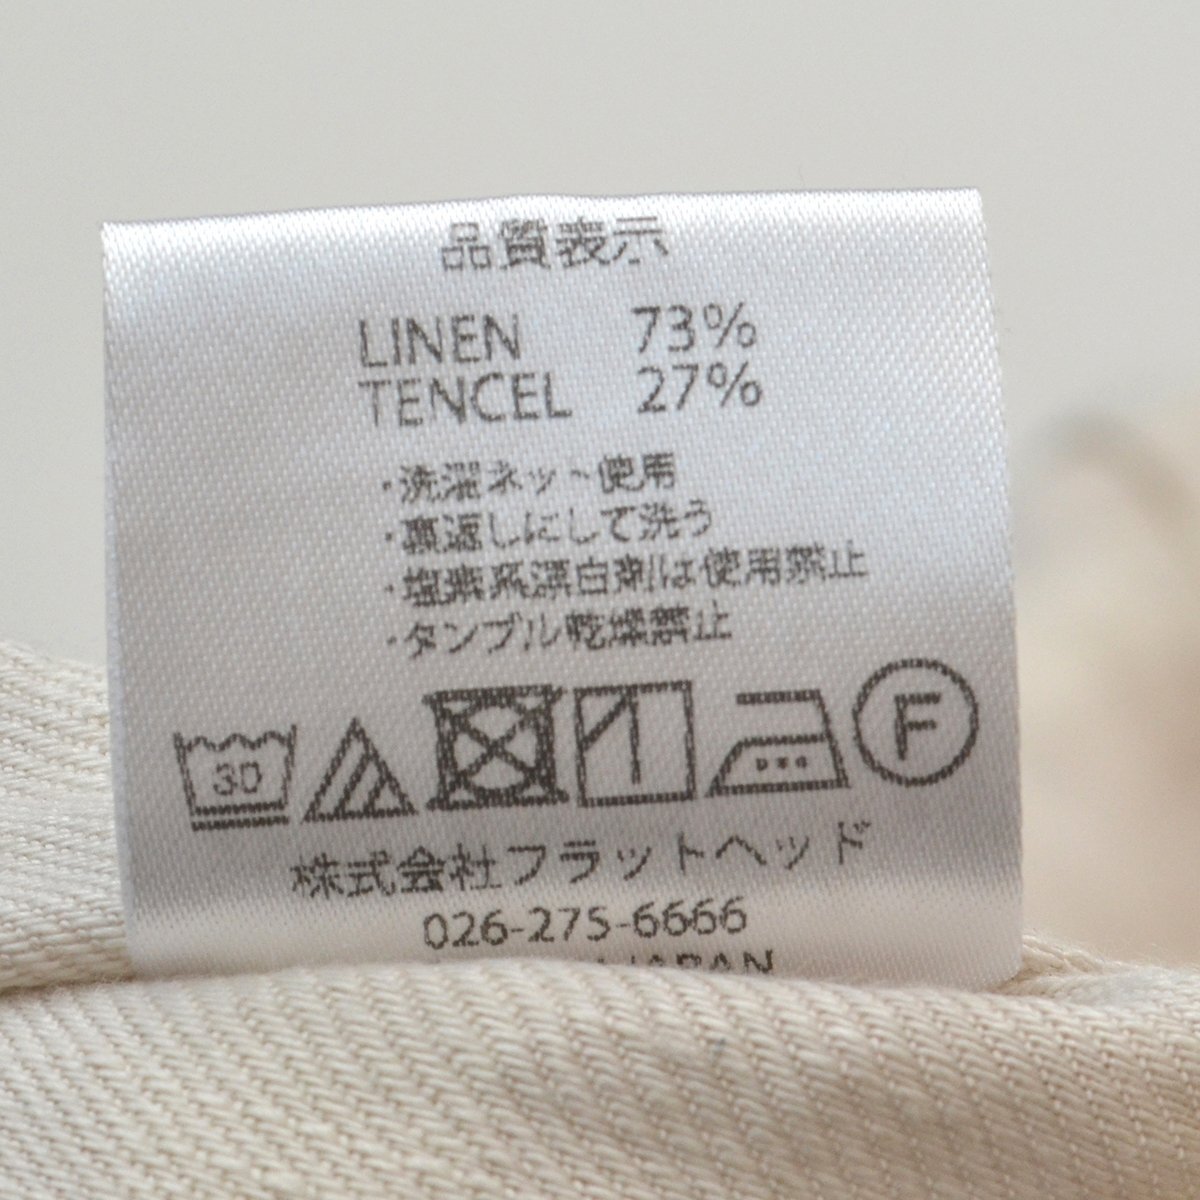 品質表示
LINEN 73%
TENCEL 27%
・洗濯ネット使用
・裏返しにして洗う
・塩素系漂白剤は使用禁止
・タンブル乾燥禁止
30 F
株式会社フラットヘッド
026-275-6666
JAPAN